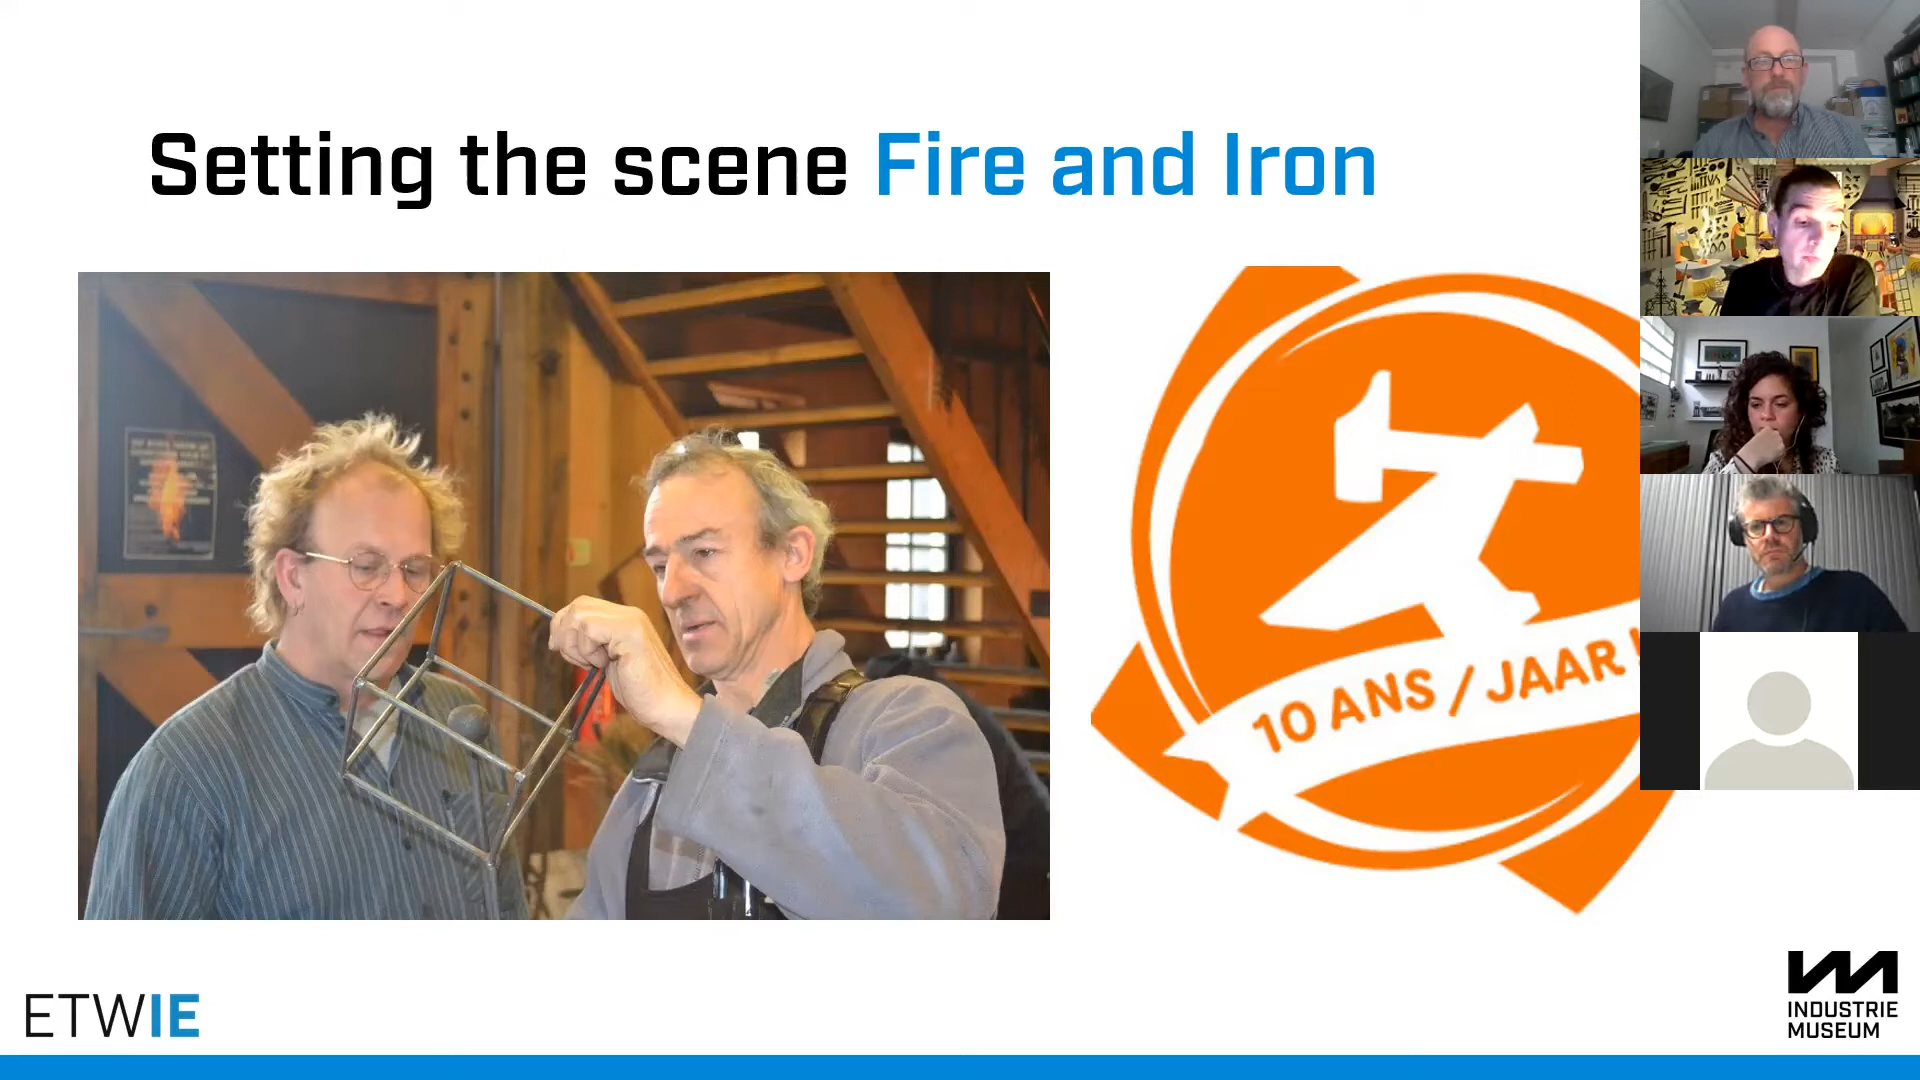 Setting the scene Fire and Iron
10 ANS / JAAR !
ETWIE
INDUSTRIE
MUSEUM